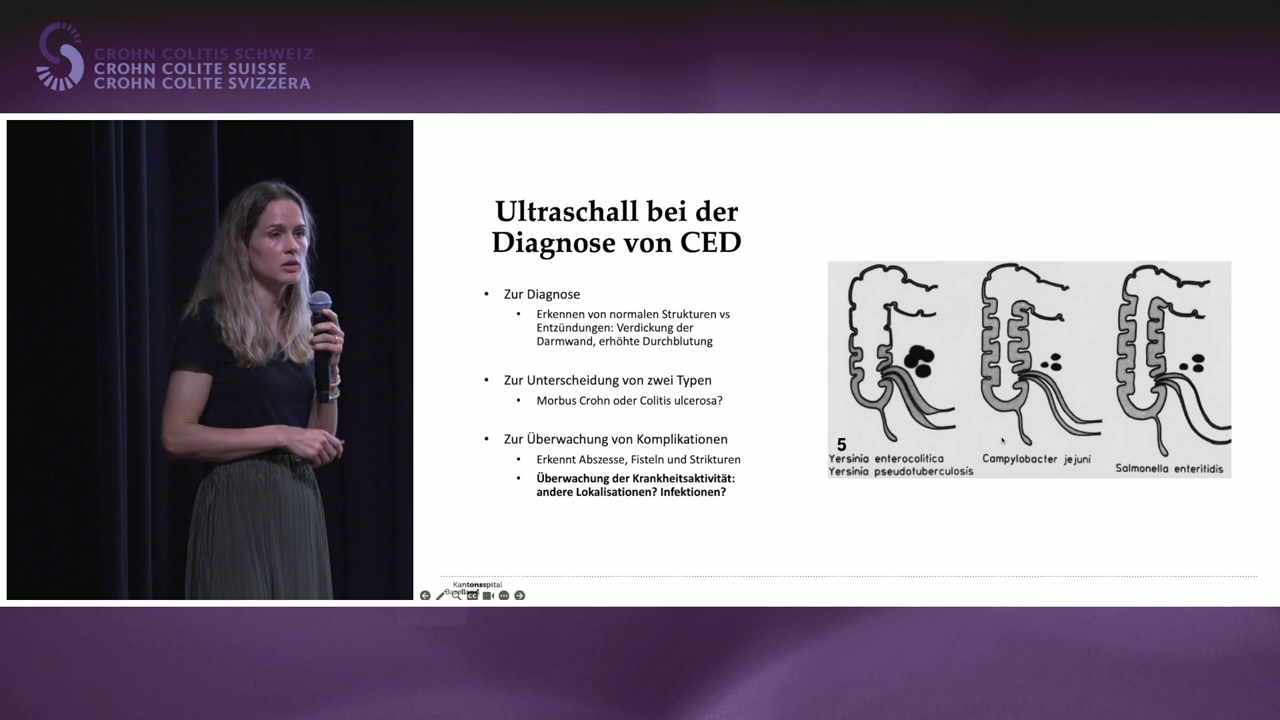 CROHN COLITIS SCHWEIZ
CROHN COLITE SUISSE
CROHN COLITE SVIZZERA
Ultraschall bei der
Diagnose von CED
• Zur Diagnose
• Erkennen von normalen Strukturen vs
Entzündungen: Verdickung der
Darmwand, erhöhte Durchblutung
• Zur Unterscheidung von zwei Typen
• Morbus Crohn oder Colitis ulcerosa?
• Zur Überwachung von Komplikationen
• Erkennt Abszesse, Fisteln und Strikturen
• Überwachung der Krankheitsaktivität:
andere Lokalisationen? Infektionen?
5
Yersinia enterocolitica
Yersinia pseudotuberculosis
Campylobacter jejuni
Salmonella enteritidis
Kantonsspital